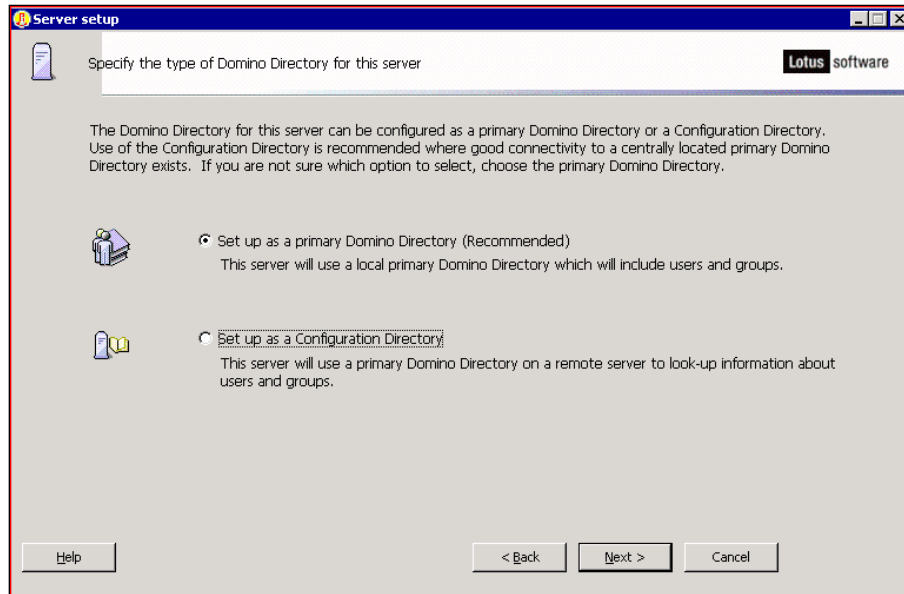 Server setup
Specify the type of Domino Directory for this server
Lotus software
The Domino Directory for this server can be configured as a primary Domino Directory or a Configuration Directory.
Use of the Configuration Directory is recommended where good connectivity to a centrally located primary Domino
Directory exists. If you are not sure which option to select, choose the primary Domino Directory.
Set up as a primary Domino Directory (Recommended)
This server will use a local primary Domino Directory which will include users and groups.
Set up as a Configuration Directory
This server will use a primary Domino Directory on a remote server to look-up information about
users and groups.
Help
< Back
Next >
Cancel